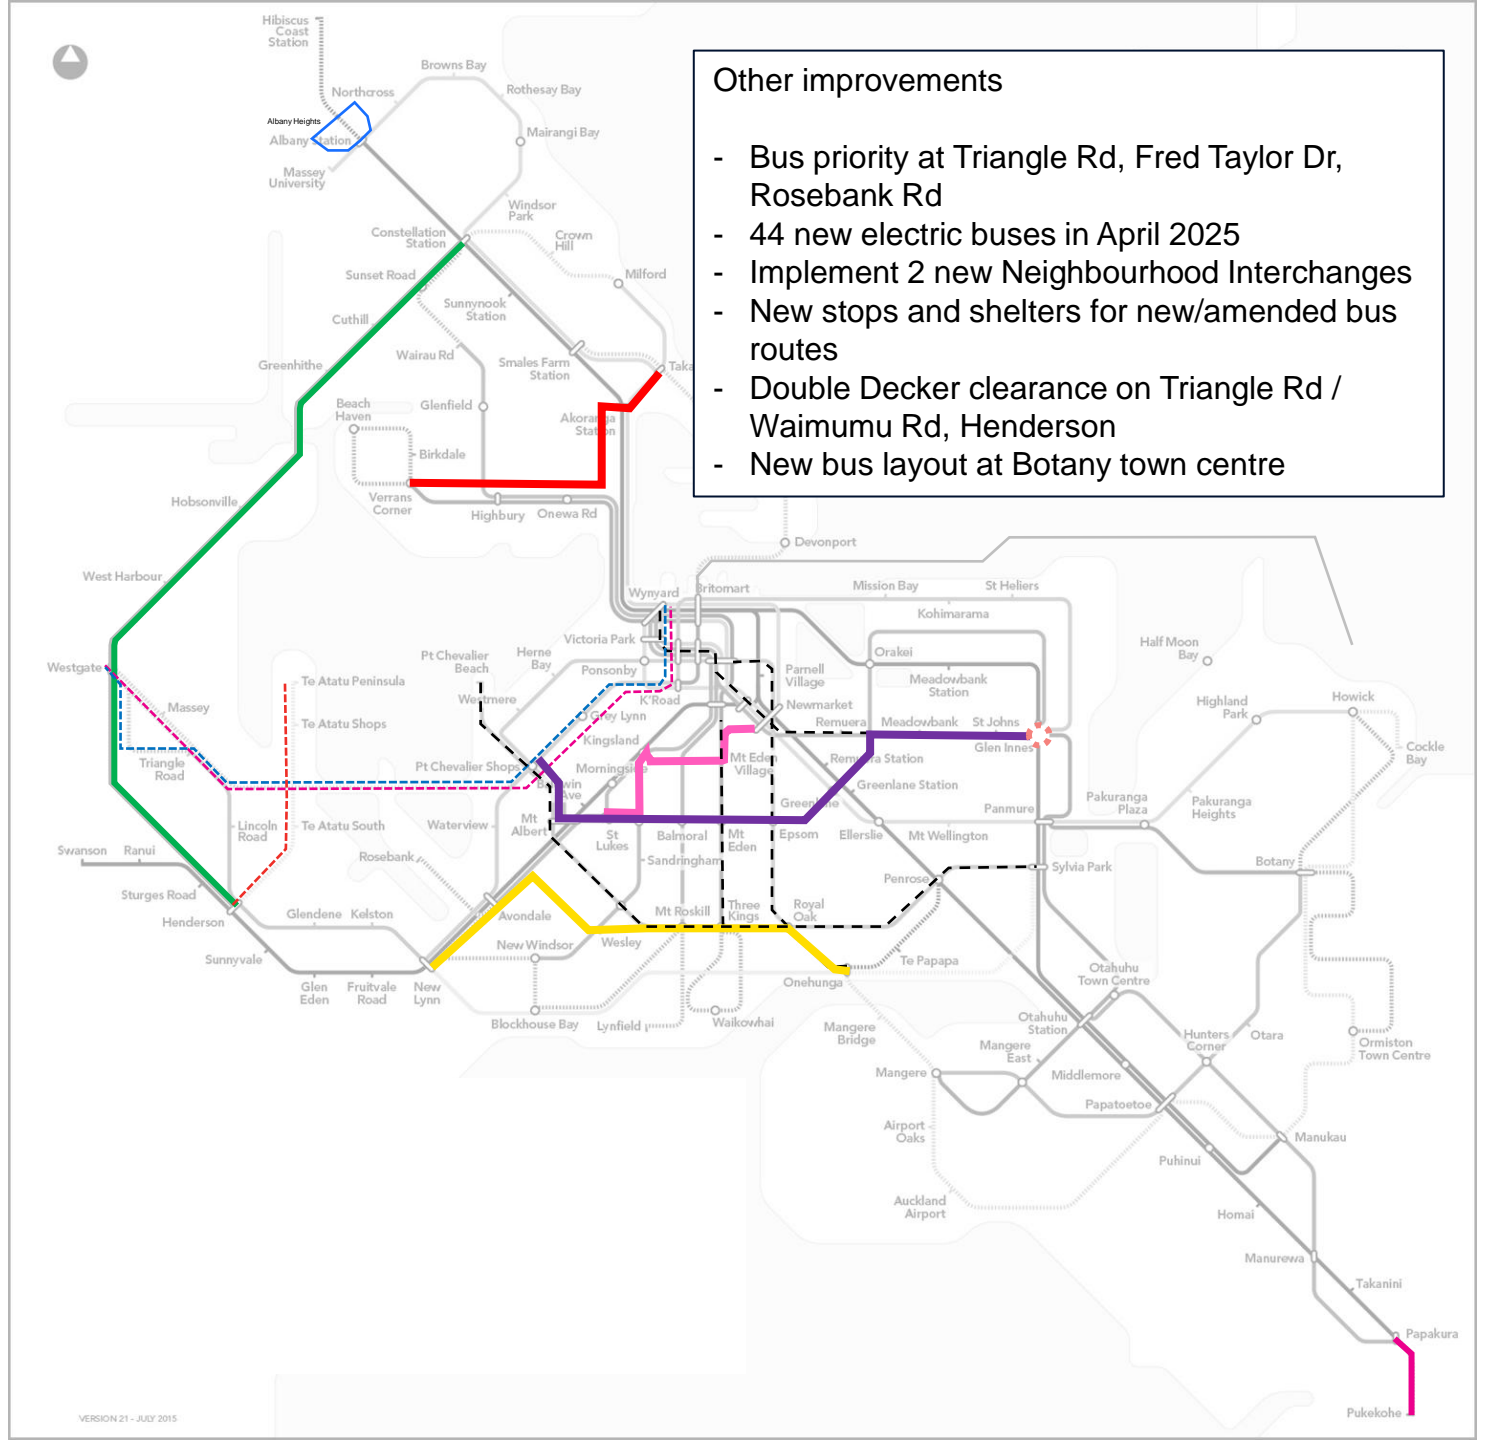 Hibiscus
Coast
Station
Browns Bay
Northcross
Rothesay Bay
Albany Heights
Albany Station
Mairangi Bay
Massey
University
Windsor
Park
Constellation
Station
Crown
Hill
Sunset Road
Milford
Sunnynook
Station
Cuthill
Wairau Rd
Smales Farm
Station
Greenhithe
Taka
Beach
Haven
Glenfield
Akoranga
Station
Birkdale
Verrans
Corner
Highbury
Onewa Rd
Hobsonville
Other improvements
- Bus priority at Triangle Rd, Fred Taylor Dr,
Rosebank Rd
- 44 new electric buses in April 2025
- Implement 2 new Neighbourhood Interchanges
- New stops and shelters for new/amended bus
routes
- Double Decker clearance on Triangle Rd /
Waimumu Rd, Henderson
- New bus layout at Botany town centre
Devonport
West Harbour
Wynyard
Britomart
Mission Bay
St Heliers
Kohimarama
Victoria Park
Half Moon
Bay
Pt Chevalier
Beach
Herne
Bay
Ponsonby
Orakei
Westgate
Parnell
Village
Meadowbank
Station
Te Atatu Peninsula
Westmere
K'Road
Newmarket
Highland
Park
Howick
Massey
Grey Lynn
Remuera
Meadowbank
St Johns
Te Atatu Shops
Kingsland
Glen Innes
Cockle
Bay
Triangle
Road
Pt Chevalier Shops
Morningside
Mt Eden
Village
Remuera Station
Baldwin
Ave
Greenlane Station
Greenlane
Panmure
Pakuranga
Plaza
Pakuranga
Heights
Lincoln
Road
Te Atatu South
Waterview
Mt
Albert
St
Lukes
Balmoral
Mt
Eden
Epsom
Ellerslie
Mt Wellington
Swanson
Ranui
Rosebank
Sandringham
Sylvia Park
Botany
Sturges Road
Penrose
Henderson
Glendene
Kelston
Avondale
Mt Roskill
Three
Kings
Royal
Oak
New Windsor
Wesley
Sunnyvale
Te Papapa
Otahuhu
Town Centre
Glen
Eden
Fruitvale
Road
New
Lynn
Onehunga
Blockhouse Bay
Lynfield
Waikowhai
Mangere
Bridge
Otahuhu
Station
Hunters
Corner
Otara
Ormiston
Town Centre
Mangere
East
Mangere
Middlemore
Papatoetoe
Airport
Oaks
Manukau
Puhinui
Auckland
Airport
Homai
Manurewa
Takanini
Papakura
Pukekohe
VERSION 21 - JULY 2015